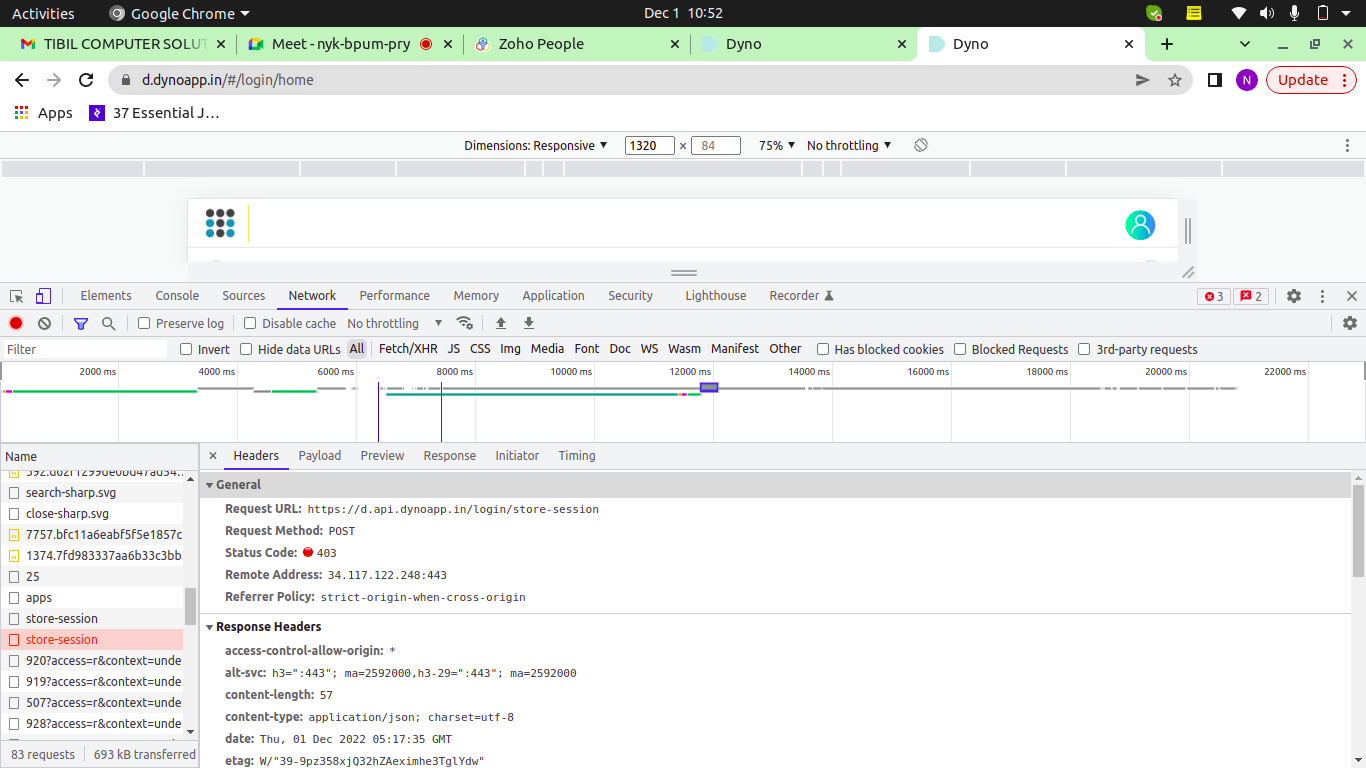 Activities Google Chrome Dec 1 10:52
TIBIL COMPUTER SOLUT Meet - nyk-bpum-pry Zoho People Dyno Dyno
d.dynoapp.in/#/login/home N Update
Apps 37 Essential J…
Dimensions: Responsive 1320 × 84 75% No throttling
Elements Console Sources Network Performance Memory Application Security Lighthouse Recorder 3 2
Preserve log Disable cache No throttling
Filter Invert Hide data URLs All Fetch/XHR JS CSS Img Media Font Doc WS Wasm Manifest Other Has blocked cookies Blocked Requests 3rd-party requests
2000 ms 4000 ms 6000 ms 8000 ms 10000 ms 12000 ms 14000 ms 16000 ms 18000 ms 20000 ms 22000 ms
Name × Headers Payload Preview Response Initiator Timing
search-sharp.svg
close-sharp.svg
7757.bfc11a6eabf5f5e1857c
1374.7fd983337aa6b33c3bb
25
apps
store-session
store-session
920?access=r&context=unde
919?access=r&context=unde
507?access=r&context=unde
928?access=r&context=unde
83 requests 693 kB transferred
General
Request URL: https://d.api.dynoapp.in/login/store-session
Request Method: POST
Status Code: 403
Remote Address: 34.117.122.248:443
Referrer Policy: strict-origin-when-cross-origin
Response Headers
access-control-allow-origin: *
alt-svc: h3=":443"; ma=2592000,h3-29=":443"; ma=2592000
content-length: 57
content-type: application/json; charset=utf-8
date: Thu, 01 Dec 2022 05:17:35 GMT
etag: W/"39-9pz358xjQ32hZAeximhe3TglYdw"